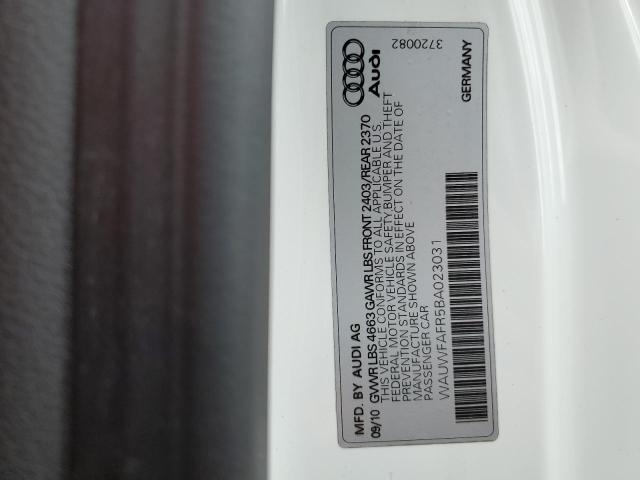 MFD. BY AUDI AG
09/10 GVWR LBS 4663 GAWR LBS FRONT 2403/REAR 2370
THIS VEHICLE CONFORMS TO ALL APPLICABLE U.S.
FEDERAL MOTOR VEHICLE SAFETY BUMPER AND THEFT
PREVENTION STANDARDS IN EFFECT ON THE DATE OF
MANUFACTURE SHOWN ABOVE
PASSENGER CAR
WAUWFAFR5BA023031
Audi
3720082
GERMANY